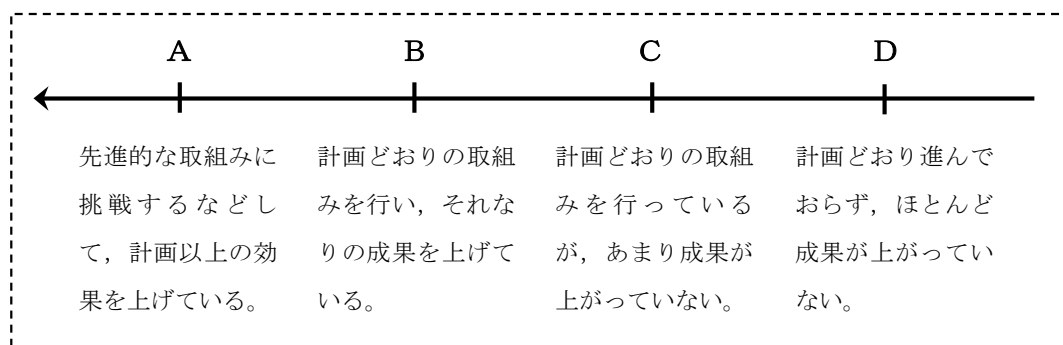 A B C D
先進的な取組みに
挑戦するなどし
て，計画以上の効
果を上げている。
計画どおりの取組
みを行い，それな
りの成果を上げて
いる。
計画どおりの取組
みを行っている
が，あまり成果が
上がっていない。
計画どおり進んで
おらず，ほとんど
成果が上がってい
ない。